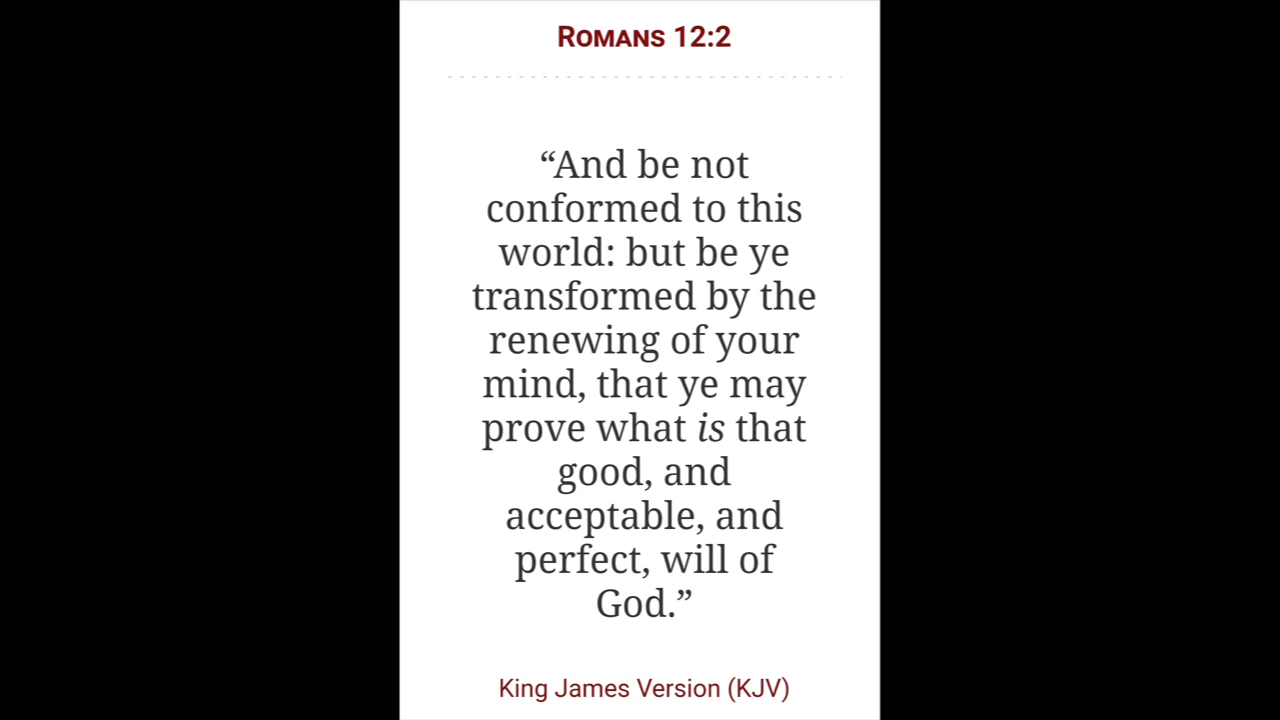 Romans 12:2
“And be not
conformed to this
world: but be ye
transformed by the
renewing of your
mind, that ye may
prove what is that
good, and
acceptable, and
perfect, will of
God.”
King James Version (KJV)